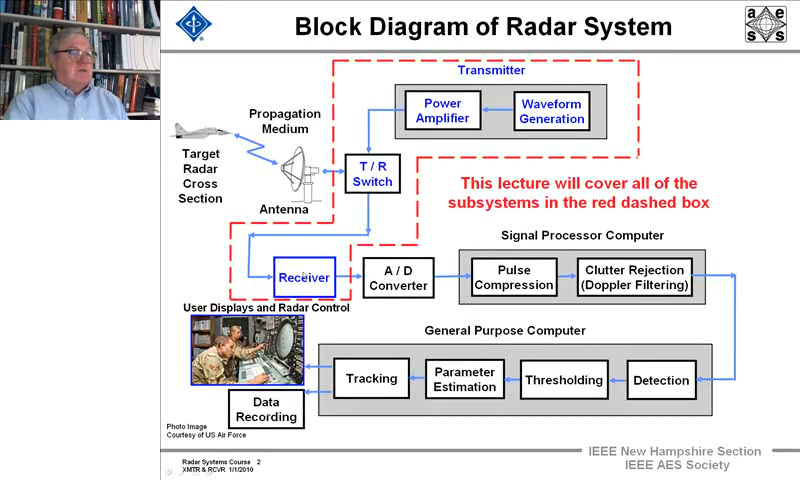 Block Diagram of Radar System
a e
s s
Transmitter
Power
Amplifier
Waveform
Generation
Propagation
Medium
T / R
Switch
Target
Radar
Cross
Section
Antenna
This lecture will cover all of the
subsystems in the red dashed box
Signal Processor Computer
Receiver
A / D
Converter
Pulse
Compression
Clutter Rejection
(Doppler Filtering)
User Displays and Radar Control
General Purpose Computer
Tracking
Parameter
Estimation
Thresholding
Detection
Data
Recording
Photo Image
Courtesy of US Air Force
Radar Systems Course 2
XMTR & RCVR 1/1/2010
IEEE New Hampshire Section
IEEE AES Society